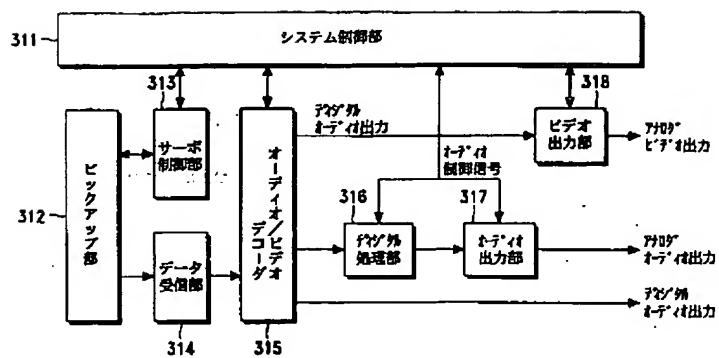 311
システム制御部
313
318
サーボ
制御部
ディジタル
オーディオ出力
ビデオ
出力部
アナログ
ビデオ出力
オーディオ
制御信号
312
ピックアップ部
オーディオ/ビデオ
デコーダ
316
317
ディジタル
処理部
オーディオ
出力部
アナログ
オーディオ出力
データ
受信部
ディジタル
オーディオ出力
314
315